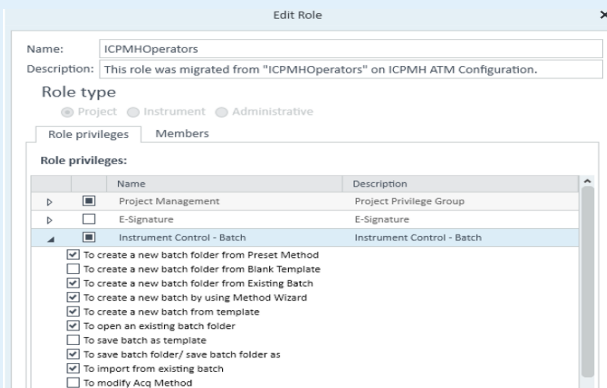 Edit Role
Name: ICPMHOperators
Description: This role was migrated from "ICPMHOperators" on ICPMH ATM Configuration.
Role type
Project Instrument Administrative
Role privileges Members
Role privileges:
Name Description
Project Management Project Privilege Group
E-Signature E-Signature
Instrument Control - Batch Instrument Control - Batch
To create a new batch folder from Preset Method
To create a new batch folder from Blank Template
To create a new batch folder from Existing Batch
To create a new batch by using Method Wizard
To create a new batch from template
To open an existing batch folder
To save batch as template
To save batch folder/ save batch folder as
To import from existing batch
To modify Acq Method